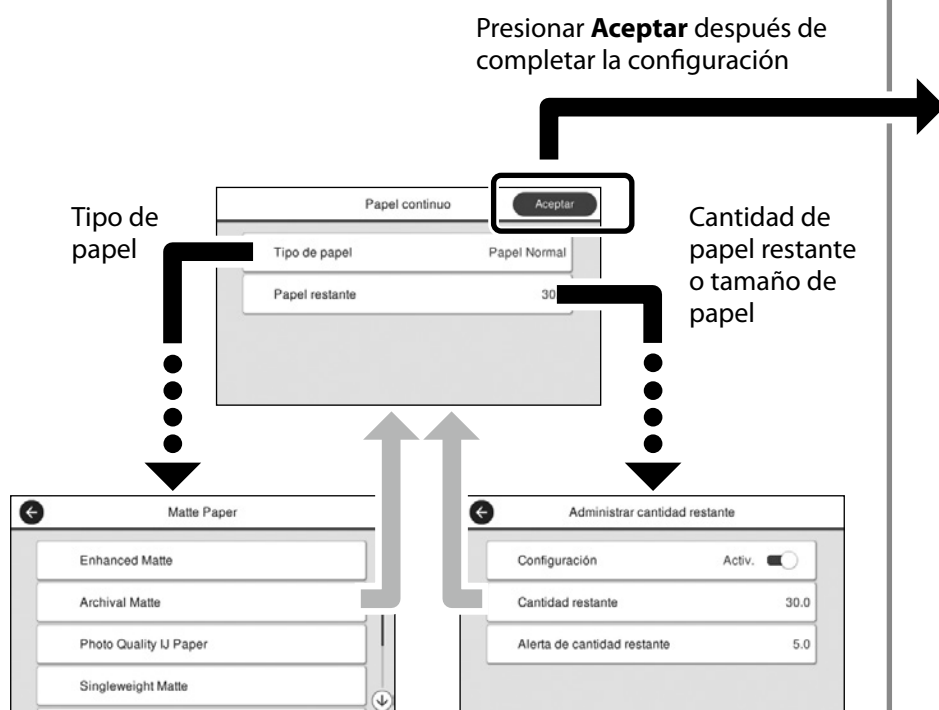 Presionar Aceptar después de
completar la configuración
Papel continuo
Aceptar
Tipo de
papel
Tipo de papel
Papel Normal
Papel restante
30
Cantidad de
papel restante
o tamaño de
papel
Matte Paper
Enhanced Matte
Archival Matte
Photo Quality IJ Paper
Singleweight Matte
Administrar cantidad restante
Configuración
Activ.
Cantidad restante
30.0
Alerta de cantidad restante
5.0